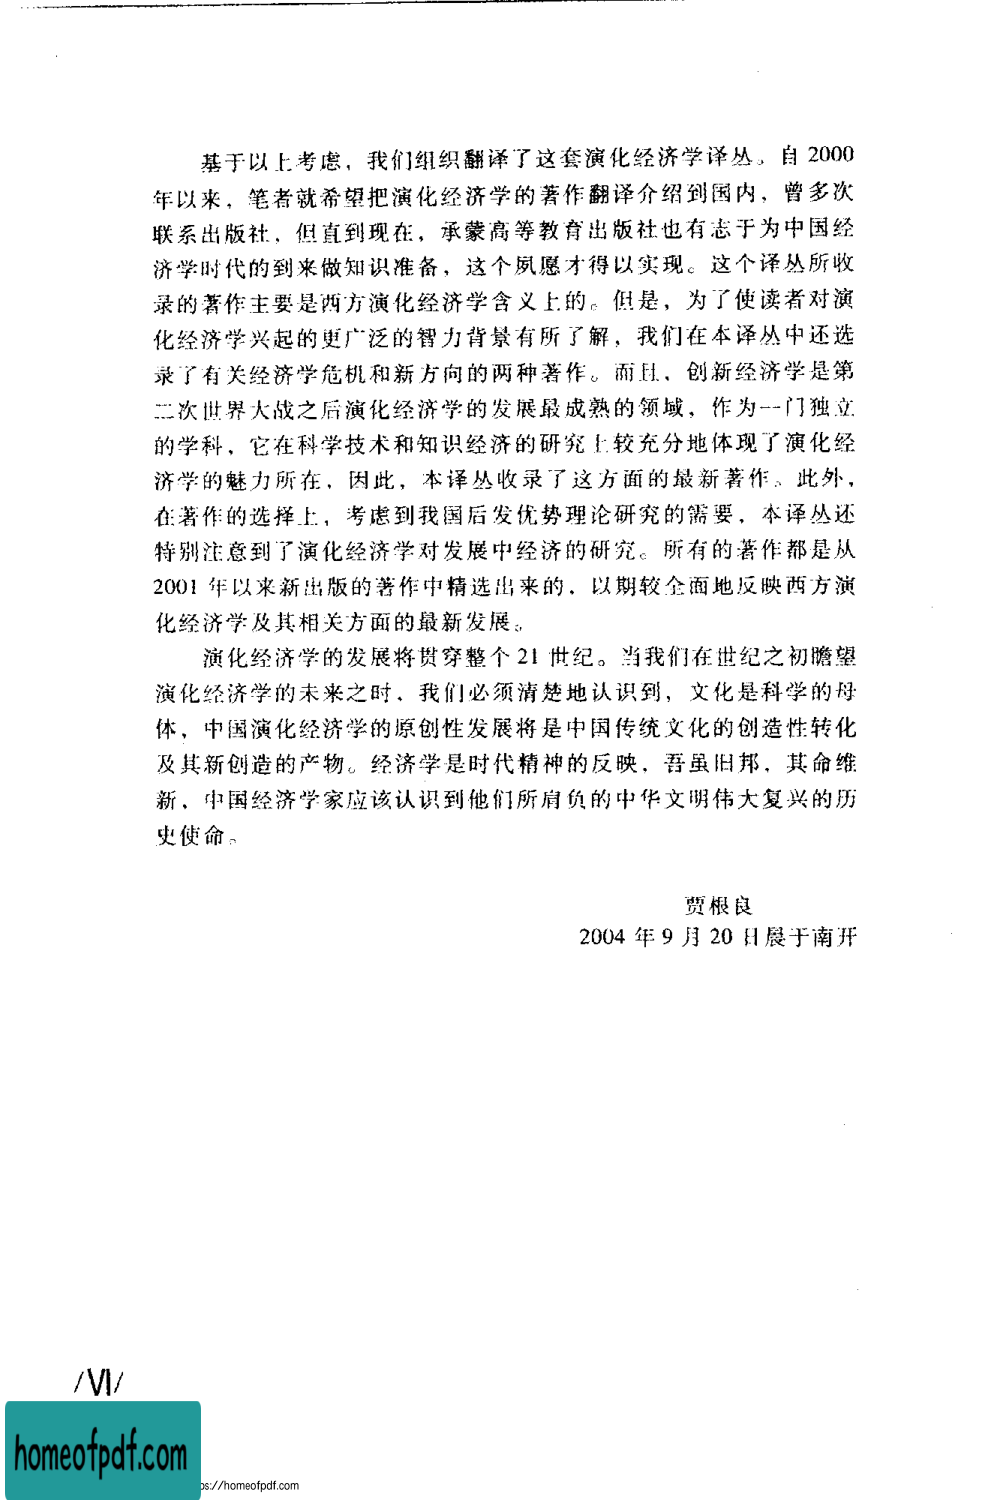 基于以上考虑，我们组织翻译了这套演化经济学译丛。自 2000
年以来，笔者就希望把演化经济学的著作翻译介绍到国内，曾多次
联系出版社，但直到现在，承蒙高等教育出版社也有志于为中国经
济学时代的到来做知识准备，这个夙愿才得以实现。这个译丛所收
录的著作主要是西方演化经济学含义上的。但是，为了使读者对演
化经济学兴起的更广泛的智力背景有所了解，我们在本译丛中还选
录了有关经济学危机和新方向的两种著作。而且，创新经济学是第
二次世界大战之后演化经济学的发展最成熟的领域，作为一门独立
的学科，它在科学技术和知识经济的研究上较充分地体现了演化经
济学的魅力所在，因此，本译丛收录了这方面的最新著作。此外，
在著作的选择上，考虑到我国后发优势理论研究的需要，本译丛还
特别注意到了演化经济学对发展中经济的研究。所有的著作都是从
2001 年以来新出版的著作中精选出来的，以期较全面地反映西方演
化经济学及其相关方面的最新发展。
演化经济学的发展将贯穿整个 21 世纪。当我们在世纪之初瞻望
演化经济学的未来之时，我们必须清楚地认识到，文化是科学的母
体，中国演化经济学的原创性发展将是中国传统文化的创造性转化
及其新创造的产物。经济学是时代精神的反映，吾虽旧邦，其命维
新，中国经济学家应该认识到他们所肩负的中华文明伟大复兴的历
史使命。
贾根良
2004 年 9 月 20 日晨于南开
/VI/
homeofpdf.com
ps://homeofpdf.com